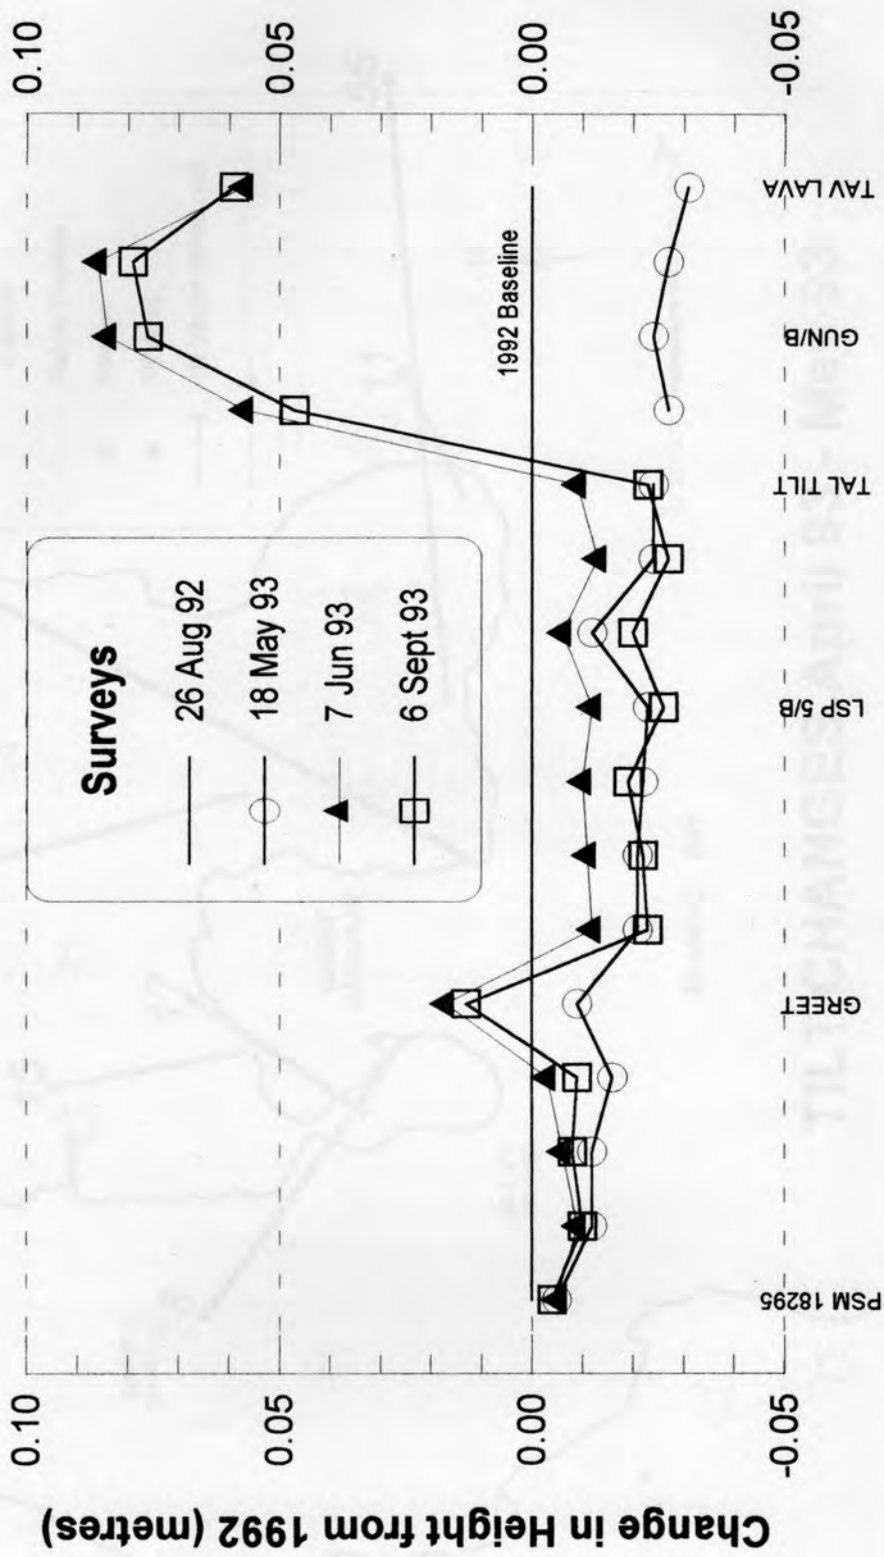 Change in Height from 1992 (metres)
0.10
0.05
0.00
-0.05
0.10
0.05
0.00
-0.05
Surveys
26 Aug 92
18 May 93
7 Jun 93
6 Sept 93
1992 Baseline
PSM 18295
GREET
LSP 5/B
TAL TILT
GUN/B
TAV LAVA